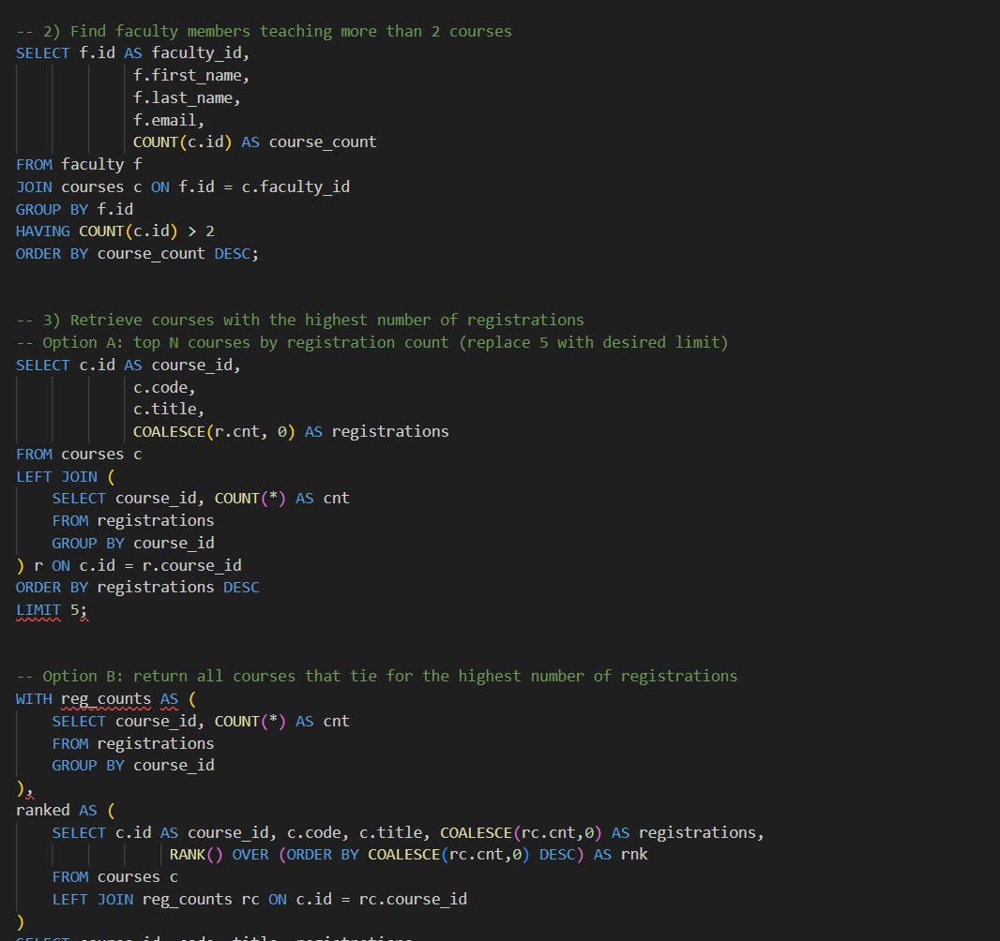 -- 2) Find faculty members teaching more than 2 courses
SELECT f.id AS faculty_id,
f.first_name,
f.last_name,
f.email,
COUNT(c.id) AS course_count
FROM faculty f
JOIN courses c ON f.id = c.faculty_id
GROUP BY f.id
HAVING COUNT(c.id) > 2
ORDER BY course_count DESC;
-- 3) Retrieve courses with the highest number of registrations
-- Option A: top N courses by registration count (replace 5 with desired limit)
SELECT c.id AS course_id,
c.code,
c.title,
COALESCE(r.cnt, 0) AS registrations
FROM courses c
LEFT JOIN (
SELECT course_id, COUNT(*) AS cnt
FROM registrations
GROUP BY course_id
) r ON c.id = r.course_id
ORDER BY registrations DESC
LIMIT 5;
-- Option B: return all courses that tie for the highest number of registrations
WITH reg_counts AS (
SELECT course_id, COUNT(*) AS cnt
FROM registrations
GROUP BY course_id
),
ranked AS (
SELECT c.id AS course_id, c.code, c.title, COALESCE(rc.cnt,0) AS registrations,
RANK() OVER (ORDER BY COALESCE(rc.cnt,0) DESC) AS rnk
FROM courses c
LEFT JOIN reg_counts rc ON c.id = rc.course_id
)
SELECT course_id, code, title, registrations